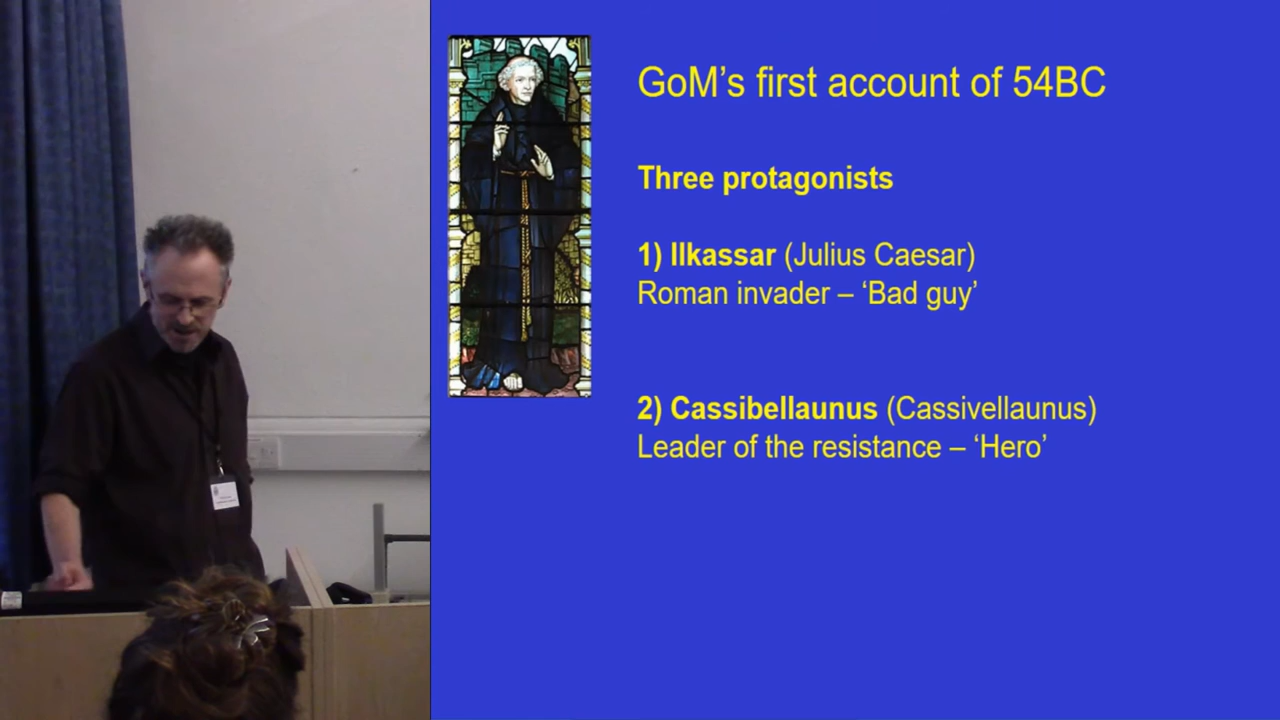 GoM’s first account of 54BC
Three protagonists
1) Ilkassar (Julius Caesar)
Roman invader – ‘Bad guy’
2) Cassibellaunus (Cassivellaunus)
Leader of the resistance – ‘Hero’